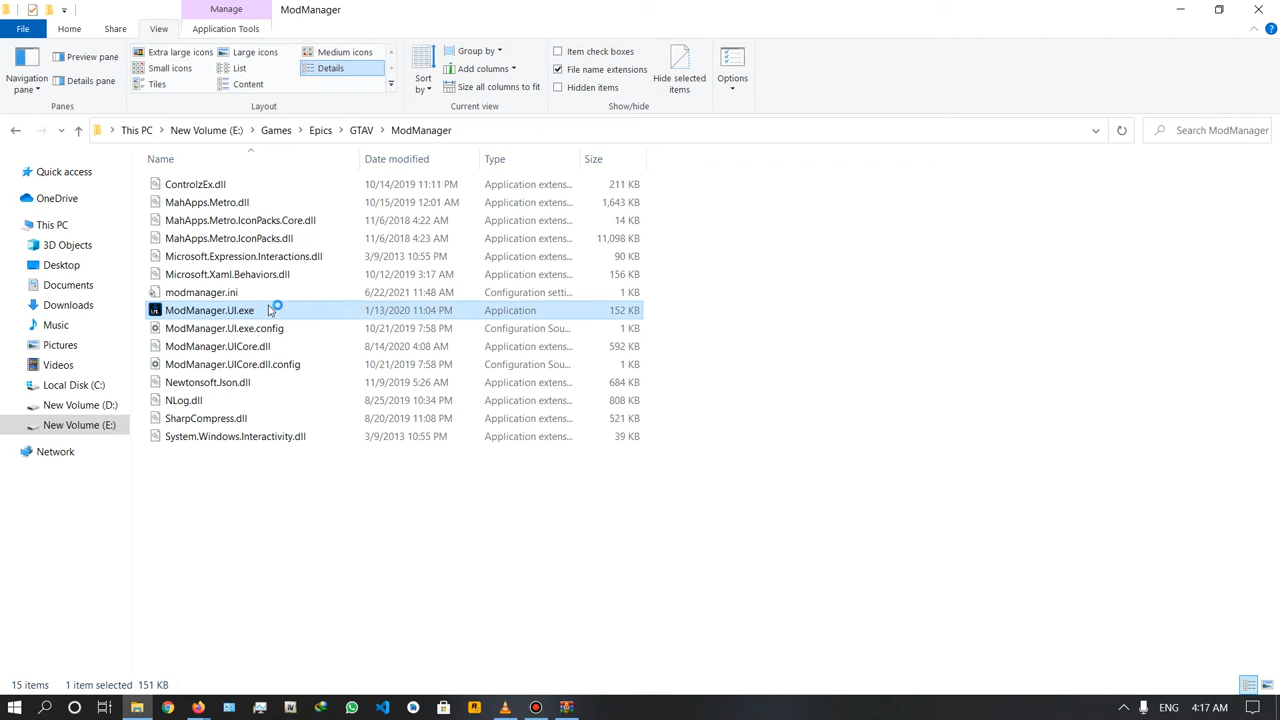 Manage
ModManager
File
Home
Share
View
Application Tools
Navigation pane
Preview pane
Details pane
Panes
Extra large icons
Large icons
Medium icons
Small icons
List
Details
Tiles
Content
Layout
Sort by
Group by
Add columns
Size all columns to fit
Current view
Item check boxes
File name extensions
Hidden items
Hide selected items
Show/hide
Options
This PC > New Volume (E:) > Games > Epics > GTAV > ModManager
Search ModManager
Quick access
OneDrive
This PC
3D Objects
Desktop
Documents
Downloads
Music
Pictures
Videos
Local Disk (C:)
New Volume (D:)
New Volume (E:)
Network
Name Date modified Type Size
ControlzEx.dll 10/14/2019 11:11 PM Application extens... 211 KB
MahApps.Metro.dll 10/15/2019 12:01 AM Application extens... 1,643 KB
MahApps.Metro.IconPacks.Core.dll 11/6/2018 4:22 AM Application extens... 14 KB
MahApps.Metro.IconPacks.dll 11/6/2018 4:23 AM Application extens... 11,098 KB
Microsoft.Expression.Interactions.dll 3/9/2013 10:55 PM Application extens... 90 KB
Microsoft.Xaml.Behaviors.dll 10/12/2019 3:17 AM Application extens... 156 KB
modmanager.ini 6/22/2021 11:48 AM Configuration setti... 1 KB
ModManager.UI.exe 1/13/2020 11:04 PM Application 152 KB
ModManager.UI.exe.config 10/21/2019 7:58 PM Configuration Sou... 1 KB
ModManager.UICore.dll 8/14/2020 4:08 AM Application extens... 592 KB
ModManager.UICore.dll.config 10/21/2019 7:58 PM Configuration Sou... 1 KB
Newtonsoft.Json.dll 11/9/2019 5:26 AM Application extens... 684 KB
NLog.dll 8/25/2019 10:34 PM Application extens... 808 KB
SharpCompress.dll 8/20/2019 11:08 PM Application extens... 521 KB
System.Windows.Interactivity.dll 3/9/2013 10:55 PM Application extens... 39 KB
15 items 1 item selected 151 KB
ENG 4:17 AM